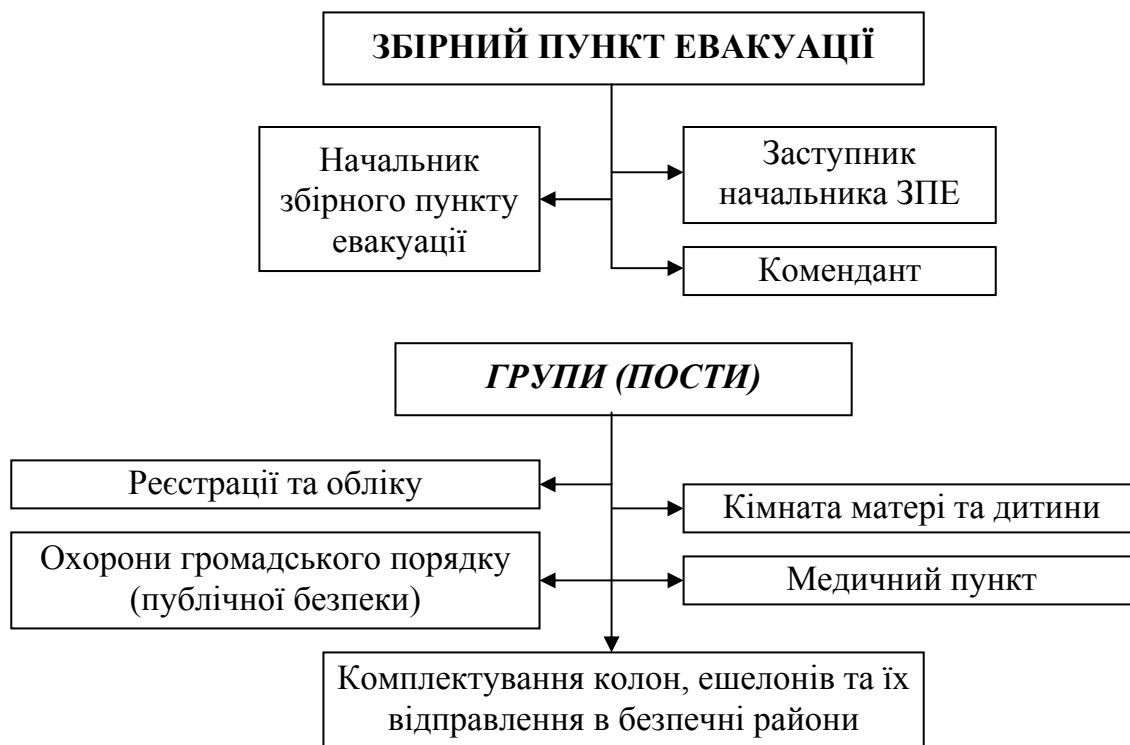 ЗБІРНИЙ ПУНКТ ЕВАКУАЦІЇ
Начальник
збірного пункту
евакуації
Заступник
начальника ЗПЕ
Комендант
ГРУПИ (ПОСТИ)
Реєстрації та обліку
Кімната матері та дитини
Охорони громадського порядку
(публічної безпеки)
Медичний пункт
Комплектування колон, ешелонів та їх
відправлення в безпечні райони